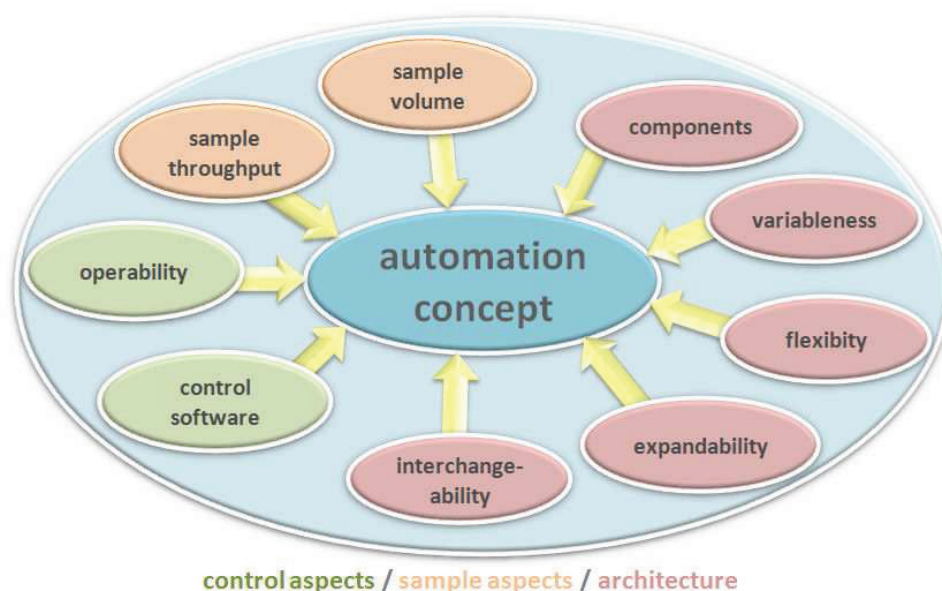 sample
volume
components
sample
throughput
variableness
automation
concept
operability
flexibity
control
software
expandability
interchange-
ability
control aspects / sample aspects / architecture